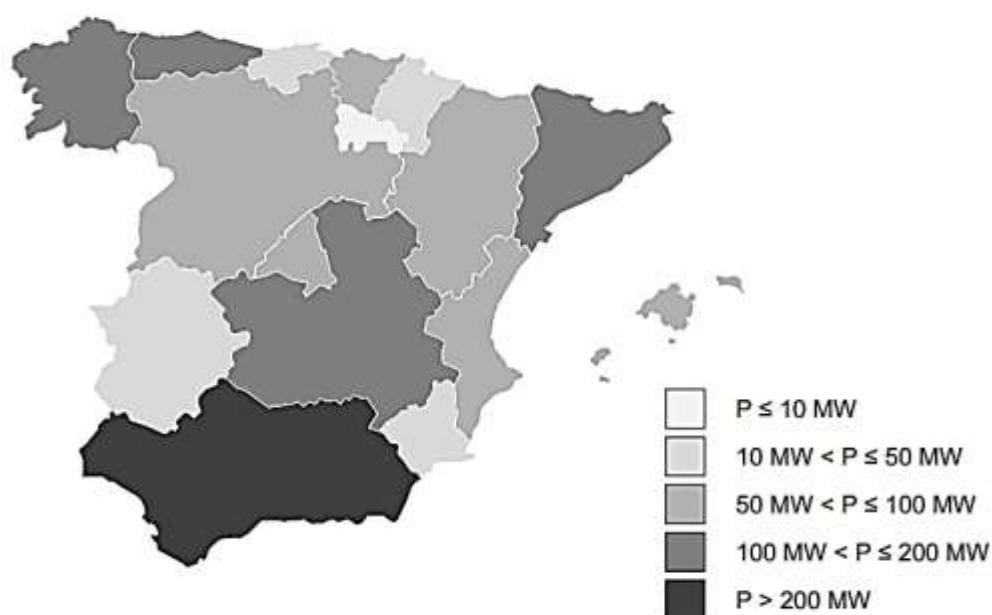 P ≤ 10 MW
10 MW < P ≤ 50 MW
50 MW < P ≤ 100 MW
100 MW < P ≤ 200 MW
P > 200 MW